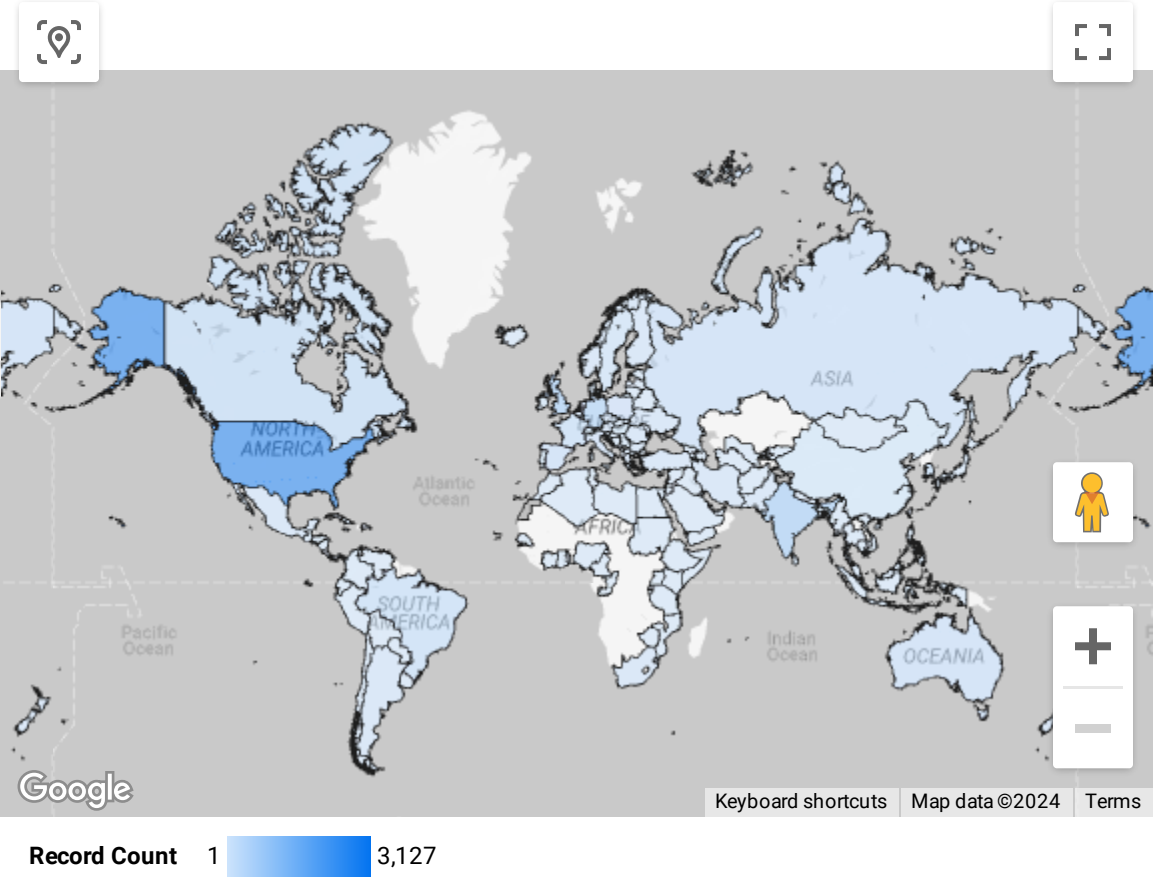 ASIA
NORTH
AMERICA
Atlantic
Ocean
AFRICA
SOUTH
AMERICA
Pacific
Ocean
Indian
Ocean
OCEANIA
Google
Keyboard shortcuts
Map data ©2024
Terms
Record Count 1 3,127